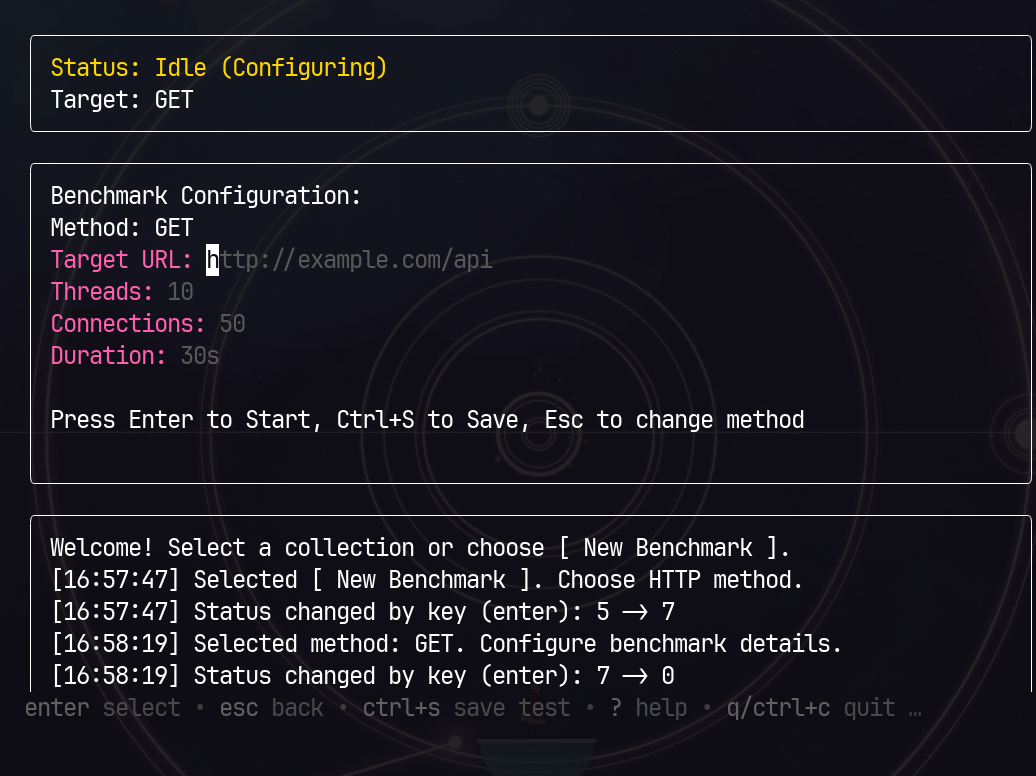 Status: Idle (Configuring)
Target: GET
Benchmark Configuration:
Method: GET
Target URL: http://example.com/api
Threads: 10
Connections: 50
Duration: 30s
Press Enter to Start, Ctrl+S to Save, Esc to change method
Welcome! Select a collection or choose [ New Benchmark ].
[16:57:47] Selected [ New Benchmark ]. Choose HTTP method.
[16:57:47] Status changed by key (enter): 5 -> 7
[16:58:19] Selected method: GET. Configure benchmark details.
[16:58:19] Status changed by key (enter): 7 -> 0
enter select • esc back • ctrl+s save test • ? help • q/ctrl+c quit …